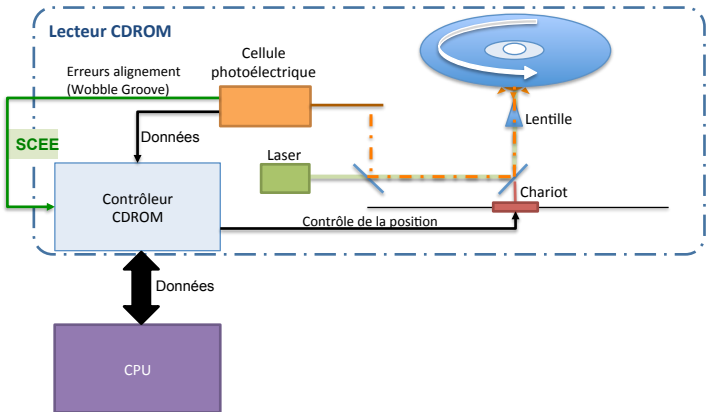 Lecteur CDROM
Cellule
photoélectrique
Erreurs alignement
(Wobble Groove)
Lentille
Données
SCEE
Laser
Chariot
Contrôleur
CDROM
Contrôle de la position
Données
CPU